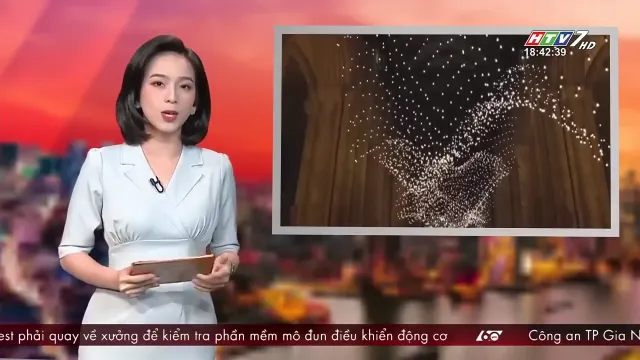 HTV7 HD
18:42:39
est phải quay về xưởng để kiểm tra phần mềm mô đun điều khiển động cơ 60 Công an TP Gia N